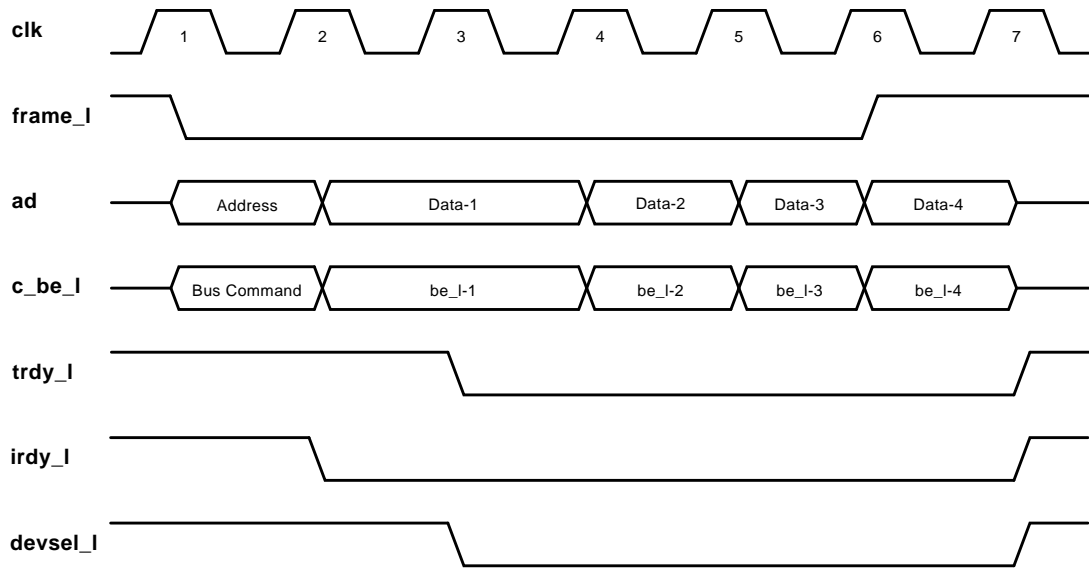 clk
1 2 3 4 5 6 7
frame_l
ad
Address Data-1 Data-2 Data-3 Data-4
c_be_l
Bus Command be_l-1 be_l-2 be_l-3 be_l-4
trdy_l
irdy_l
devsel_l